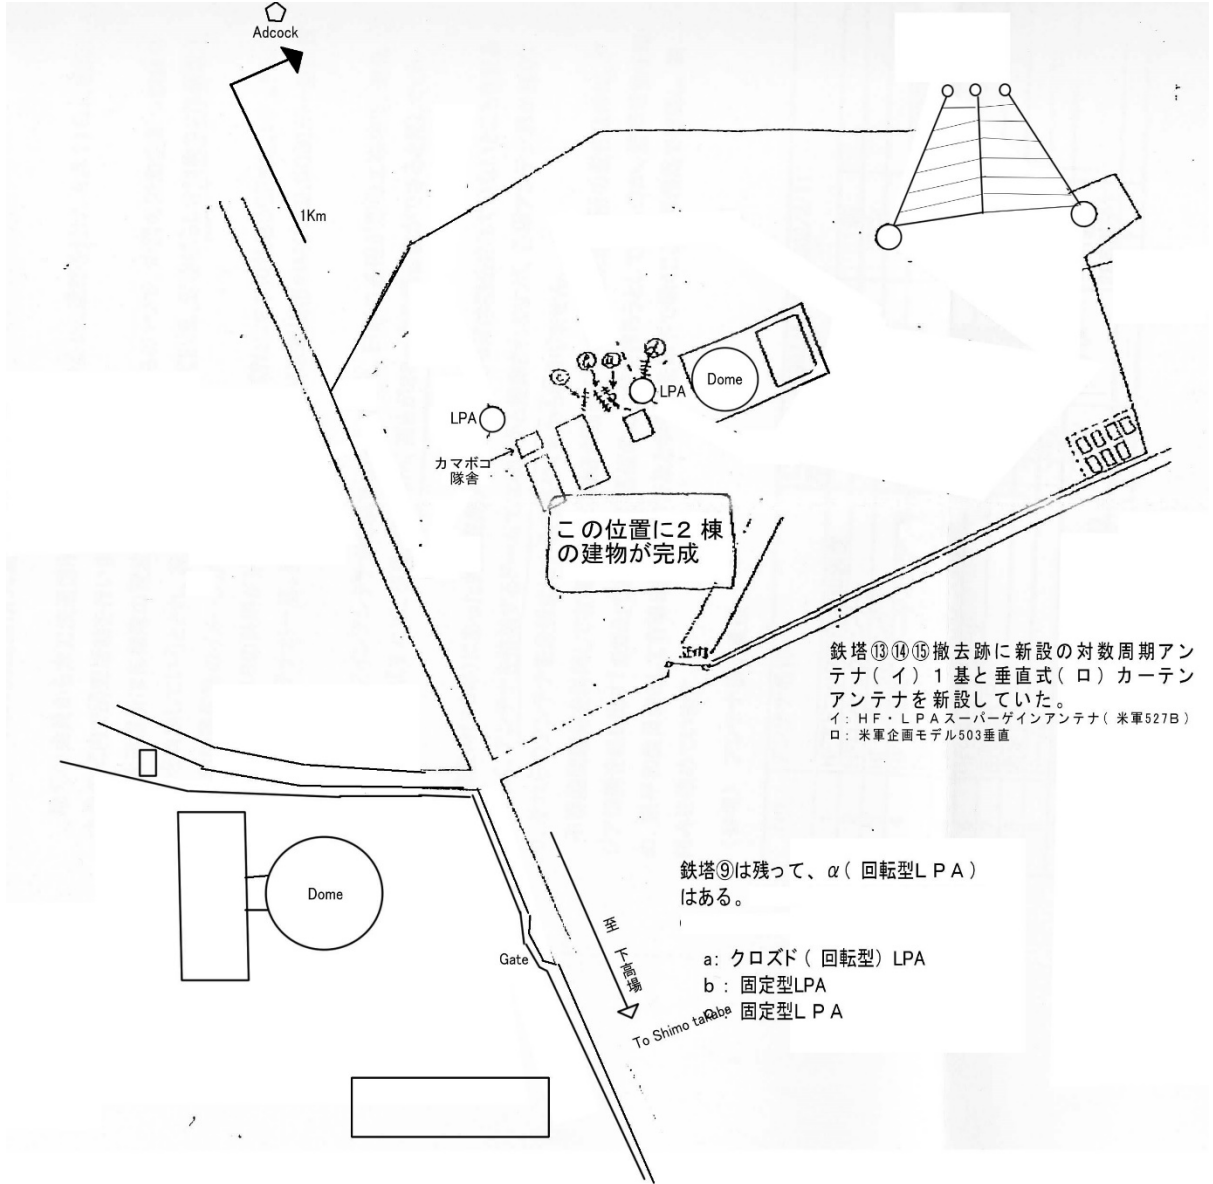 Adcock
1Km
LPA
LPA
Dome
カマボコ
隊舎
この位置に2 棟
の建物が完成
鉄塔⑬⑭⑮撤去跡に新設の対数周期アン
テナ( イ) 1 基と垂直式( ロ) カーテン
アンテナを新設していた。
イ: HF・LPAスーパーゲインアンテナ( 米軍527B)
ロ: 米軍企画モデル503垂直
Dome
鉄塔⑨は残って、α( 回転型LPA)
はある。
Gate
至 下高場
To Shimo takaba
a: クロズド( 回転型) LPA
b : 固定型LPA
固定型LPA